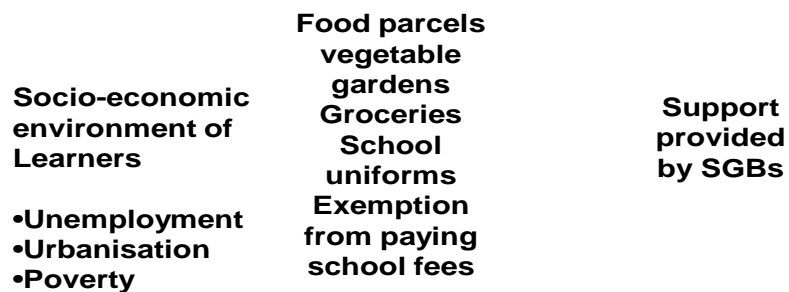 Socio-economic
environment of
Learners
•Unemployment
•Urbanisation
•Poverty
Food parcels
vegetable
gardens
Groceries
School
uniforms
Exemption
from paying
school fees
Support
provided
by SGBs